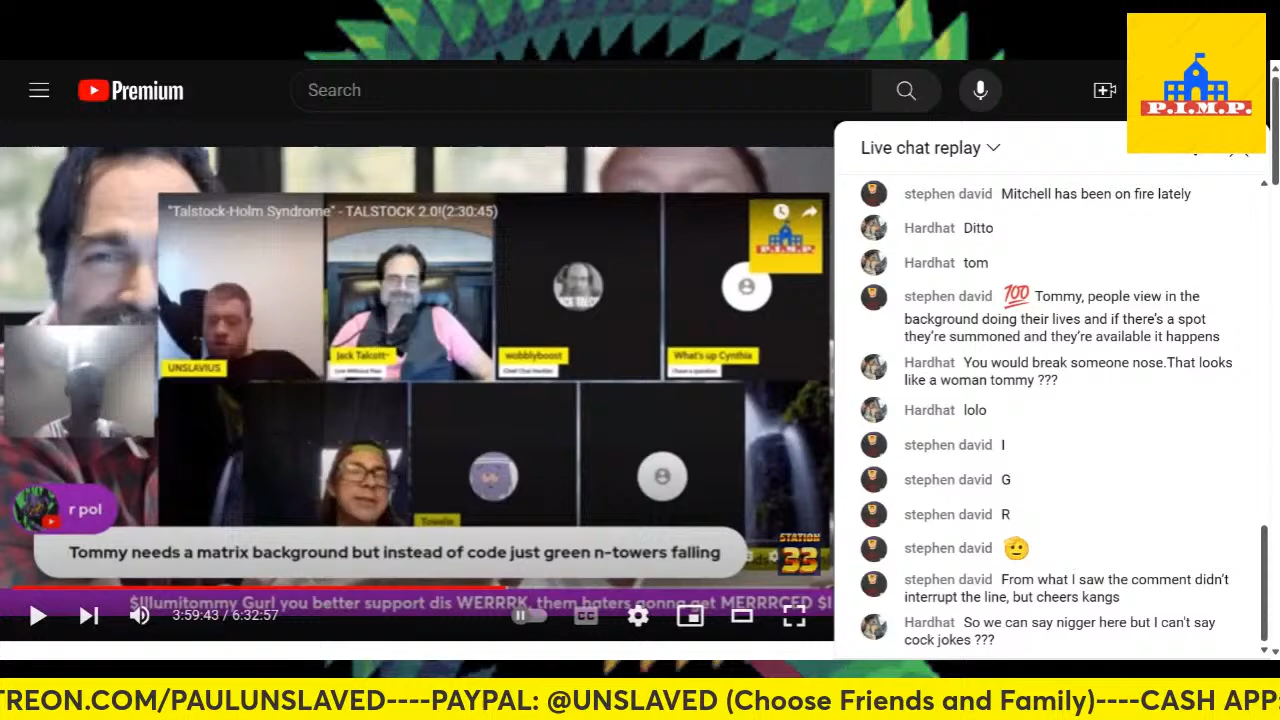 Premium
Search
P.I.M.P.
Live chat replay
"Talstock-Holm Syndrome" - TALSTOCK 2.0!(2:30:45)
P.I.M.P.
UNSLAVIUS
Jack Talcott
wobblyboost
What's up Cynthia
Towelie
r pol
Tommy needs a matrix background but instead of code just green n-towers falling
STATION
33
$Illumitommy Gurl you better support dis WERRRK, them haters gonna get MERRRCED $I
3:59:43 / 6:32:57
CC
stephen david Mitchell has been on fire lately
Hardhat Ditto
Hardhat tom
stephen david 💯 Tommy, people view in the
background doing their lives and if there's a spot
they're summoned and they're available it happens
Hardhat You would break someone nose.That looks
like a woman tommy ???
Hardhat lolo
stephen david I
stephen david G
stephen david R
stephen david 🫡
stephen david From what I saw the comment didn't
interrupt the line, but cheers kangs
Hardhat So we can say nigger here but I can't say
cock jokes ???
TREON.COM/PAULUNSLAVED----PAYPAL: @UNSLAVED (Choose Friends and Family)----CASH APP: